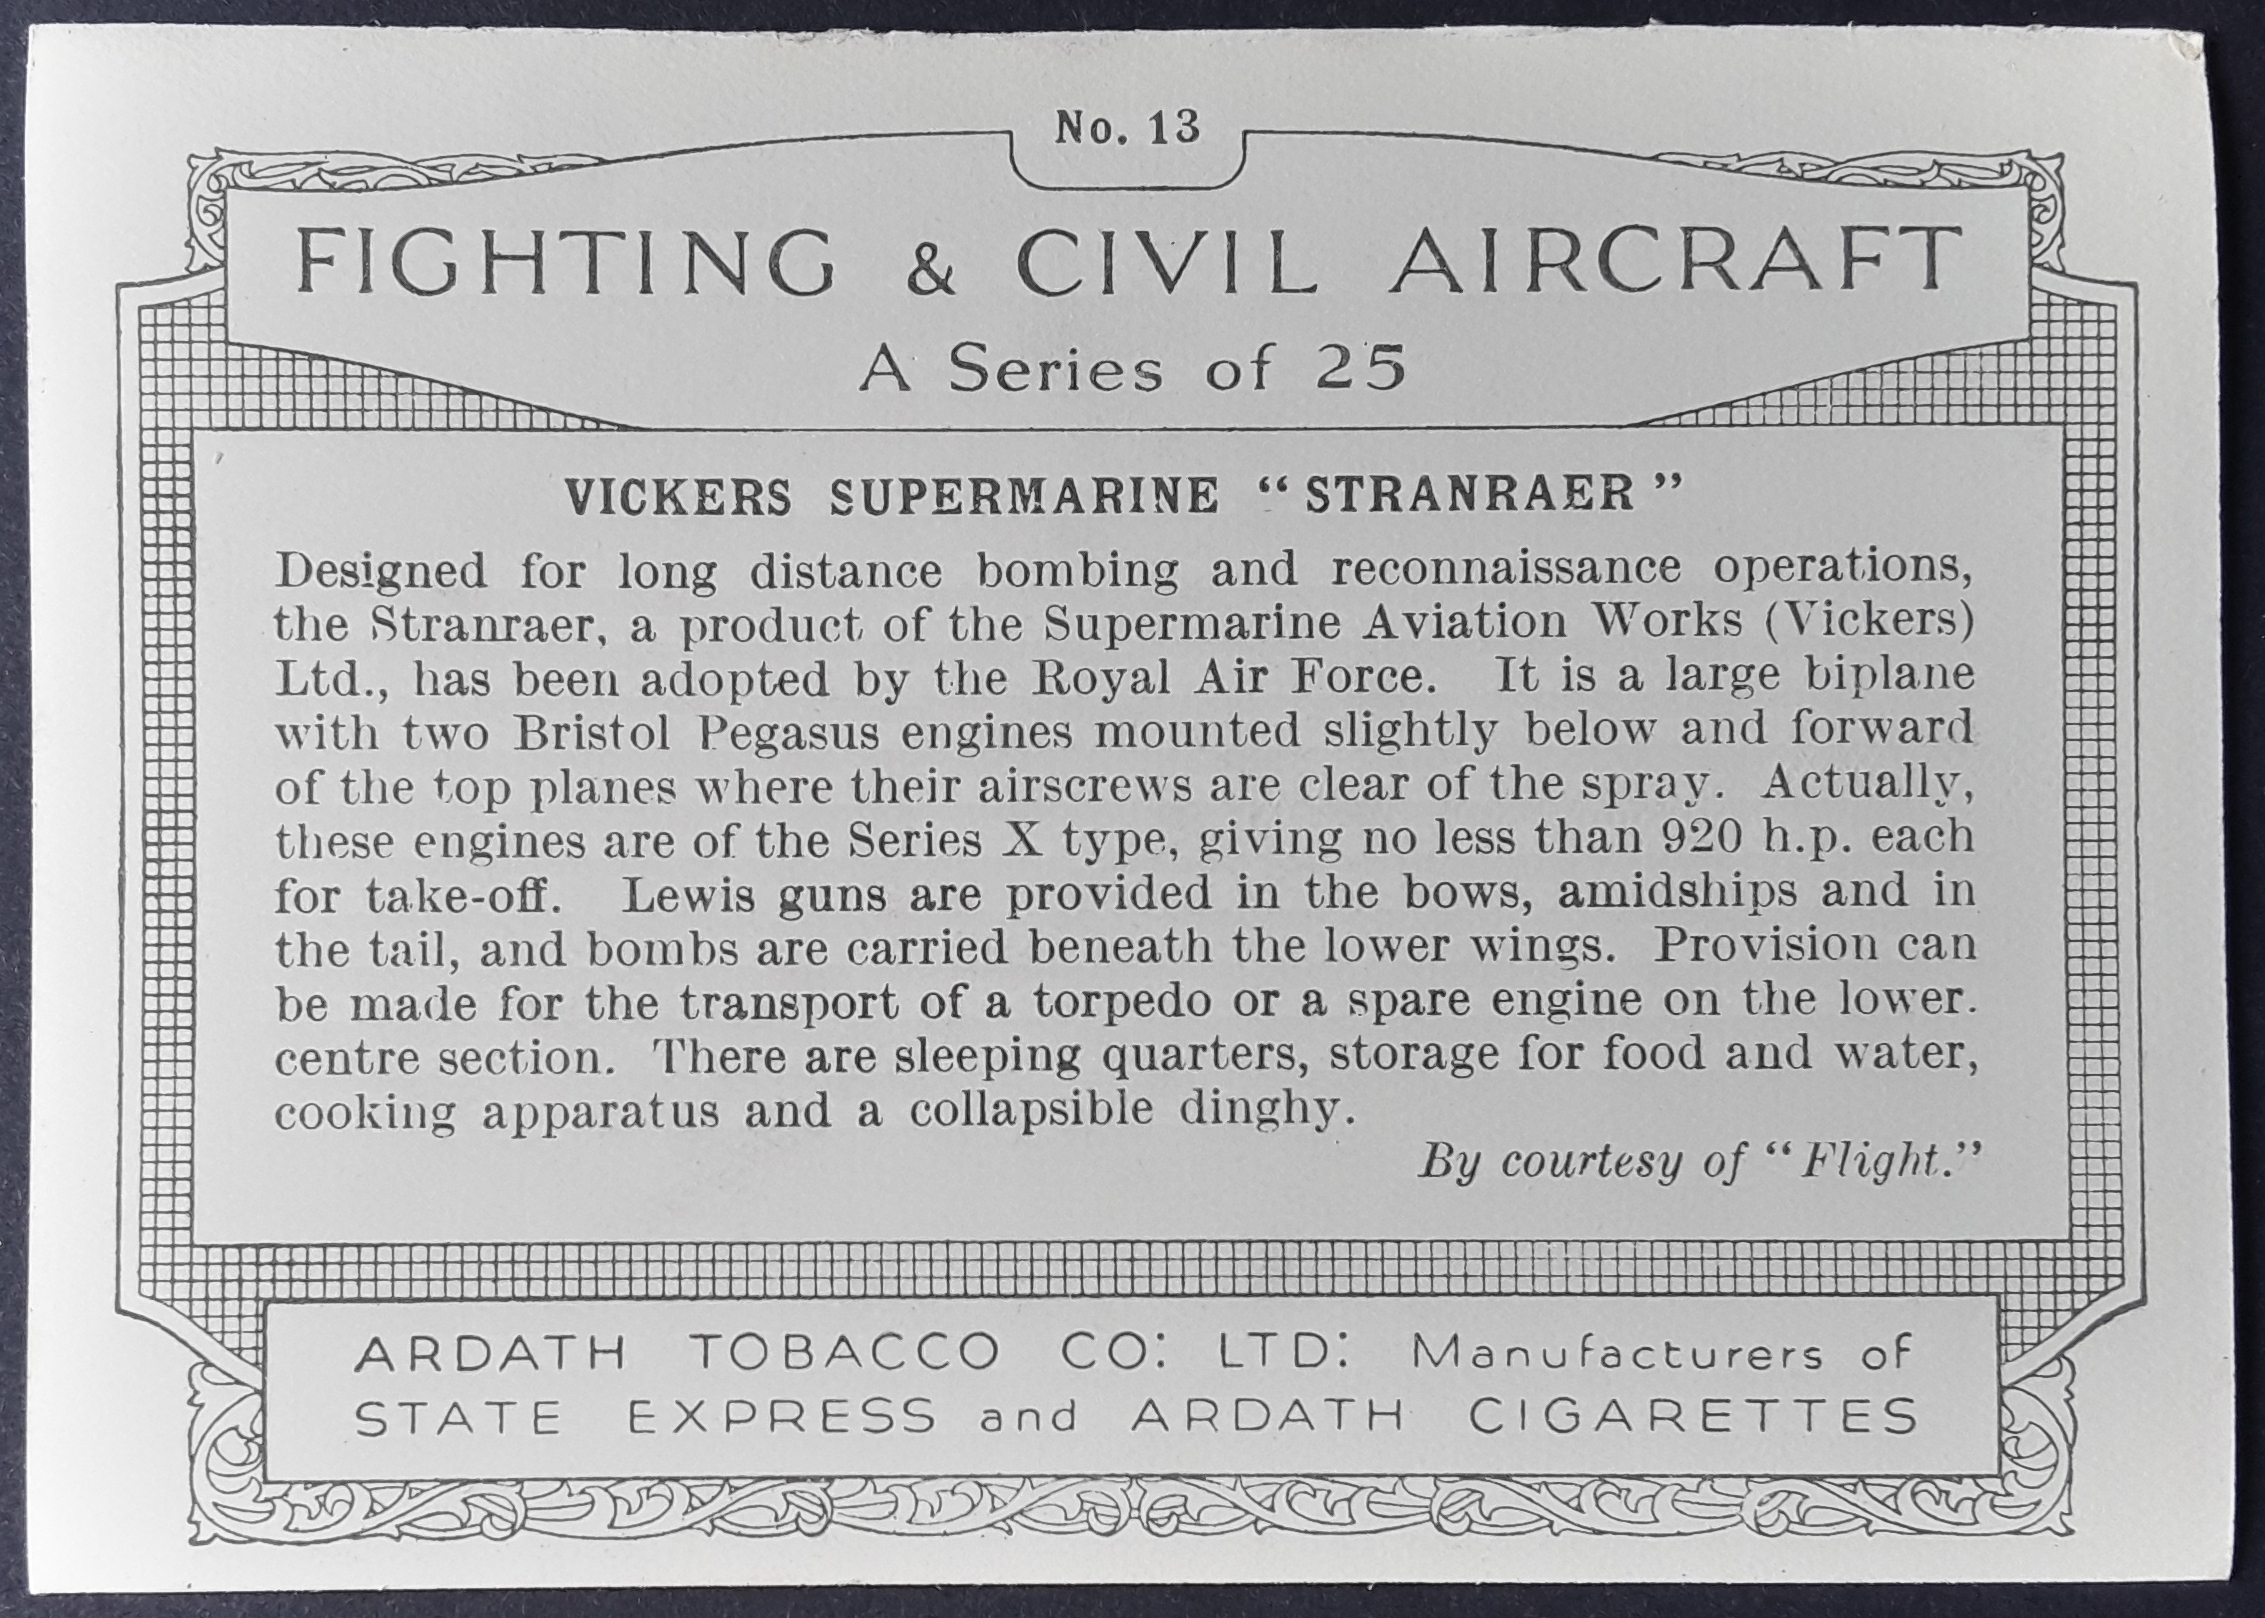 No. 13
FIGHTING & CIVIL AIRCRAFT
A Series of 25
VICKERS SUPERMARINE “STRANRAER”
Designed for long distance bombing and reconnaissance operations,
the Stranraer, a product of the Supermarine Aviation Works (Vickers)
Ltd., has been adopted by the Royal Air Force. It is a large biplane
with two Bristol Pegasus engines mounted slightly below and forward
of the top planes where their airscrews are clear of the spray. Actually,
these engines are of the Series X type, giving no less than 920 h.p. each
for take-off. Lewis guns are provided in the bows, amidships and in
the tail, and bombs are carried beneath the lower wings. Provision can
be made for the transport of a torpedo or a spare engine on the lower.
centre section. There are sleeping quarters, storage for food and water,
cooking apparatus and a collapsible dinghy.
By courtesy of “Flight.”
ARDATH TOBACCO CO: LTD: Manufacturers of
STATE EXPRESS and ARDATH CIGARETTES